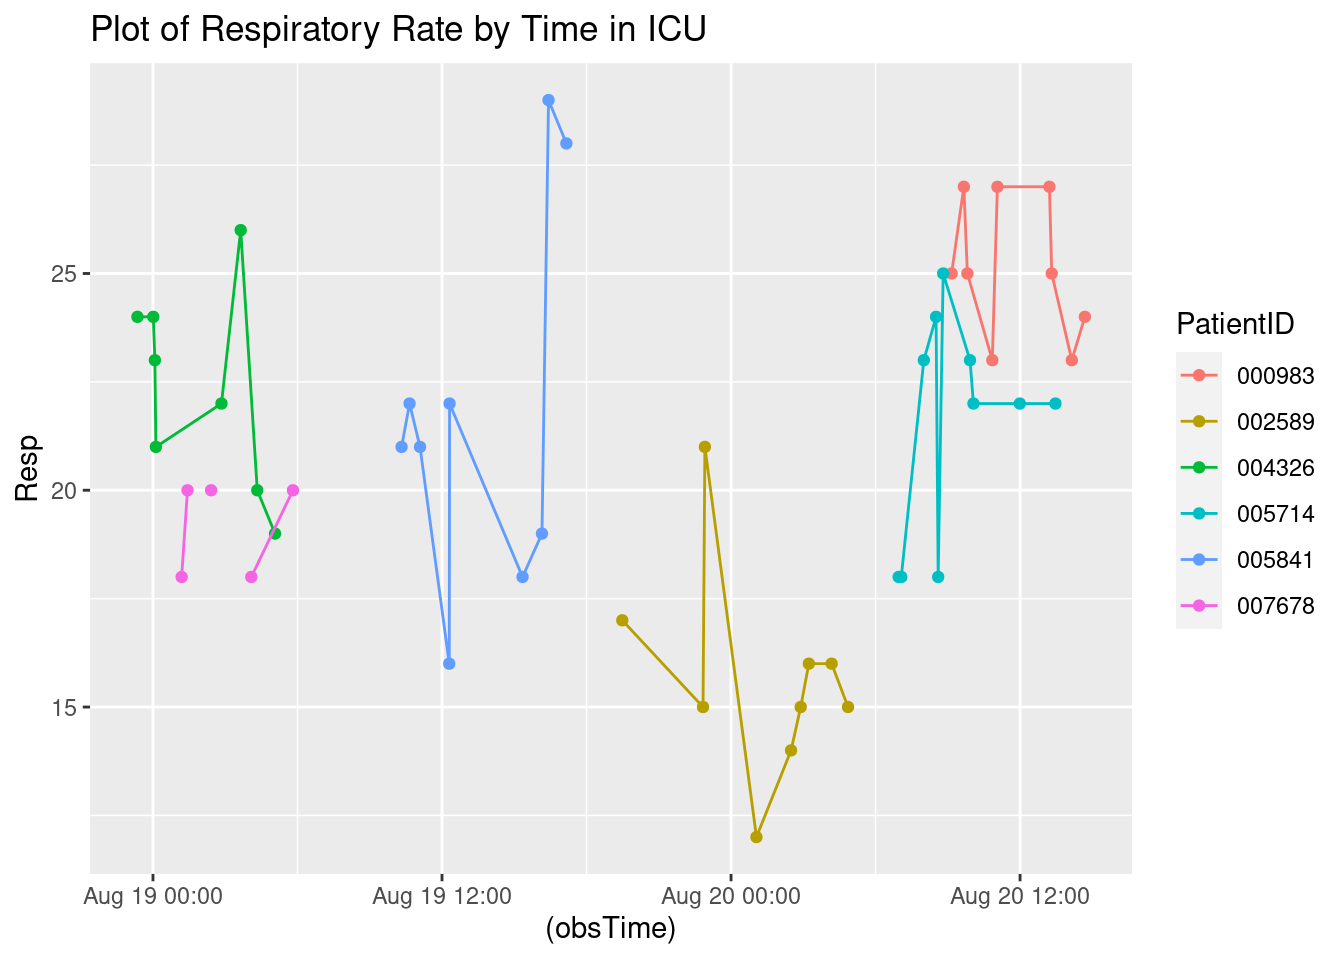 Plot of Respiratory Rate by Time in ICU
Resp
25
20
15
Aug 19 00:00
Aug 19 12:00
Aug 20 00:00
Aug 20 12:00
(obsTime)
PatientID
000983
002589
004326
005714
005841
007678